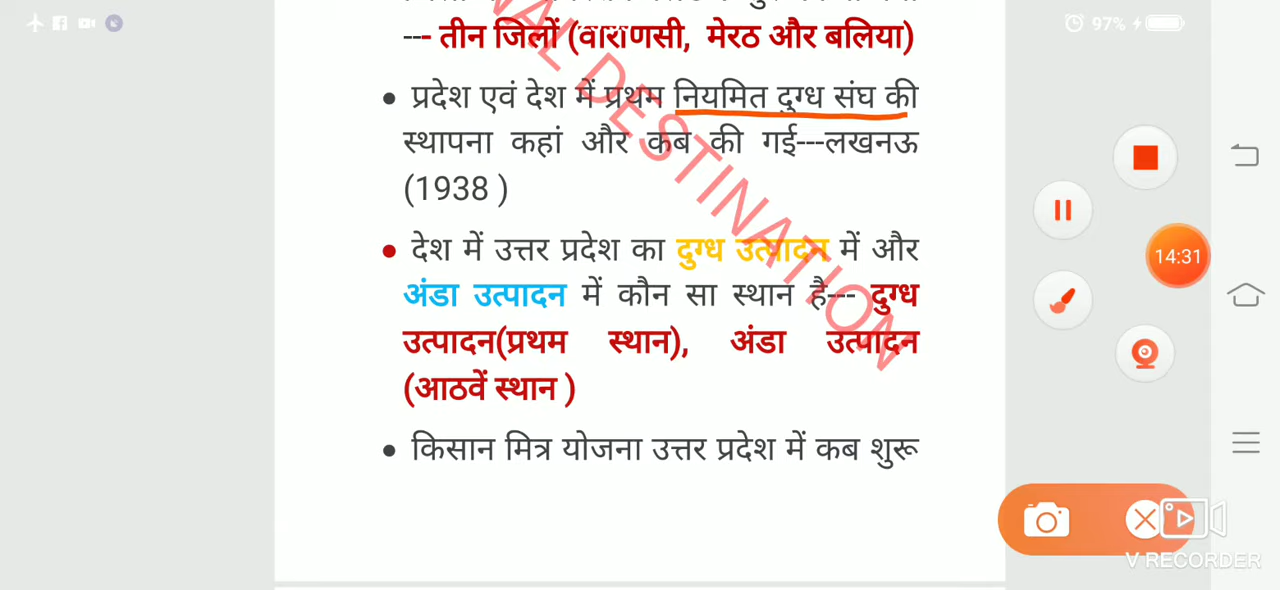 97%
--- तीन जिलों (वाराणसी, मेरठ और बलिया)
● प्रदेश एवं देश में प्रथम नियमित दुग्ध संघ की
स्थापना कहां और कब की गई---लखनऊ
(1938 )
● देश में उत्तर प्रदेश का दुग्ध उत्पादन में और
अंडा उत्पादन में कौन सा स्थान है--- दुग्ध
उत्पादन(प्रथम स्थान), अंडा उत्पादन
(आठवें स्थान )
● किसान मित्र योजना उत्तर प्रदेश में कब शुरू
DESTINATION
14:31
V RECORDER